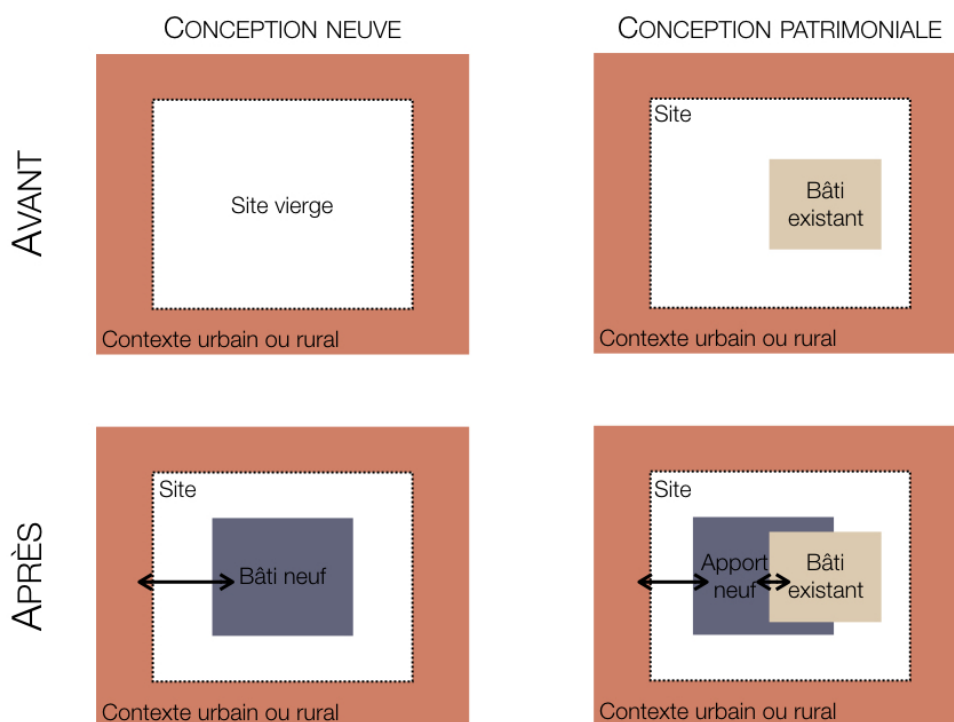 CONCEPTION NEUVE
CONCEPTION PATRIMONIALE
AVANT
Site vierge
Contexte urbain ou rural
Site
Bâti
existant
Contexte urbain ou rural
APRÈS
Site
Bâti neuf
Contexte urbain ou rural
Site
Apport
neuf
Bâti
existant
Contexte urbain ou rural